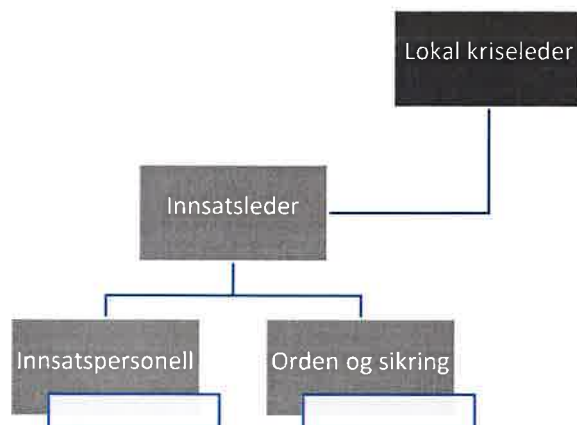 Lokal kriseleder
Innsatsleder
Innsatspersonell
Orden og sikring